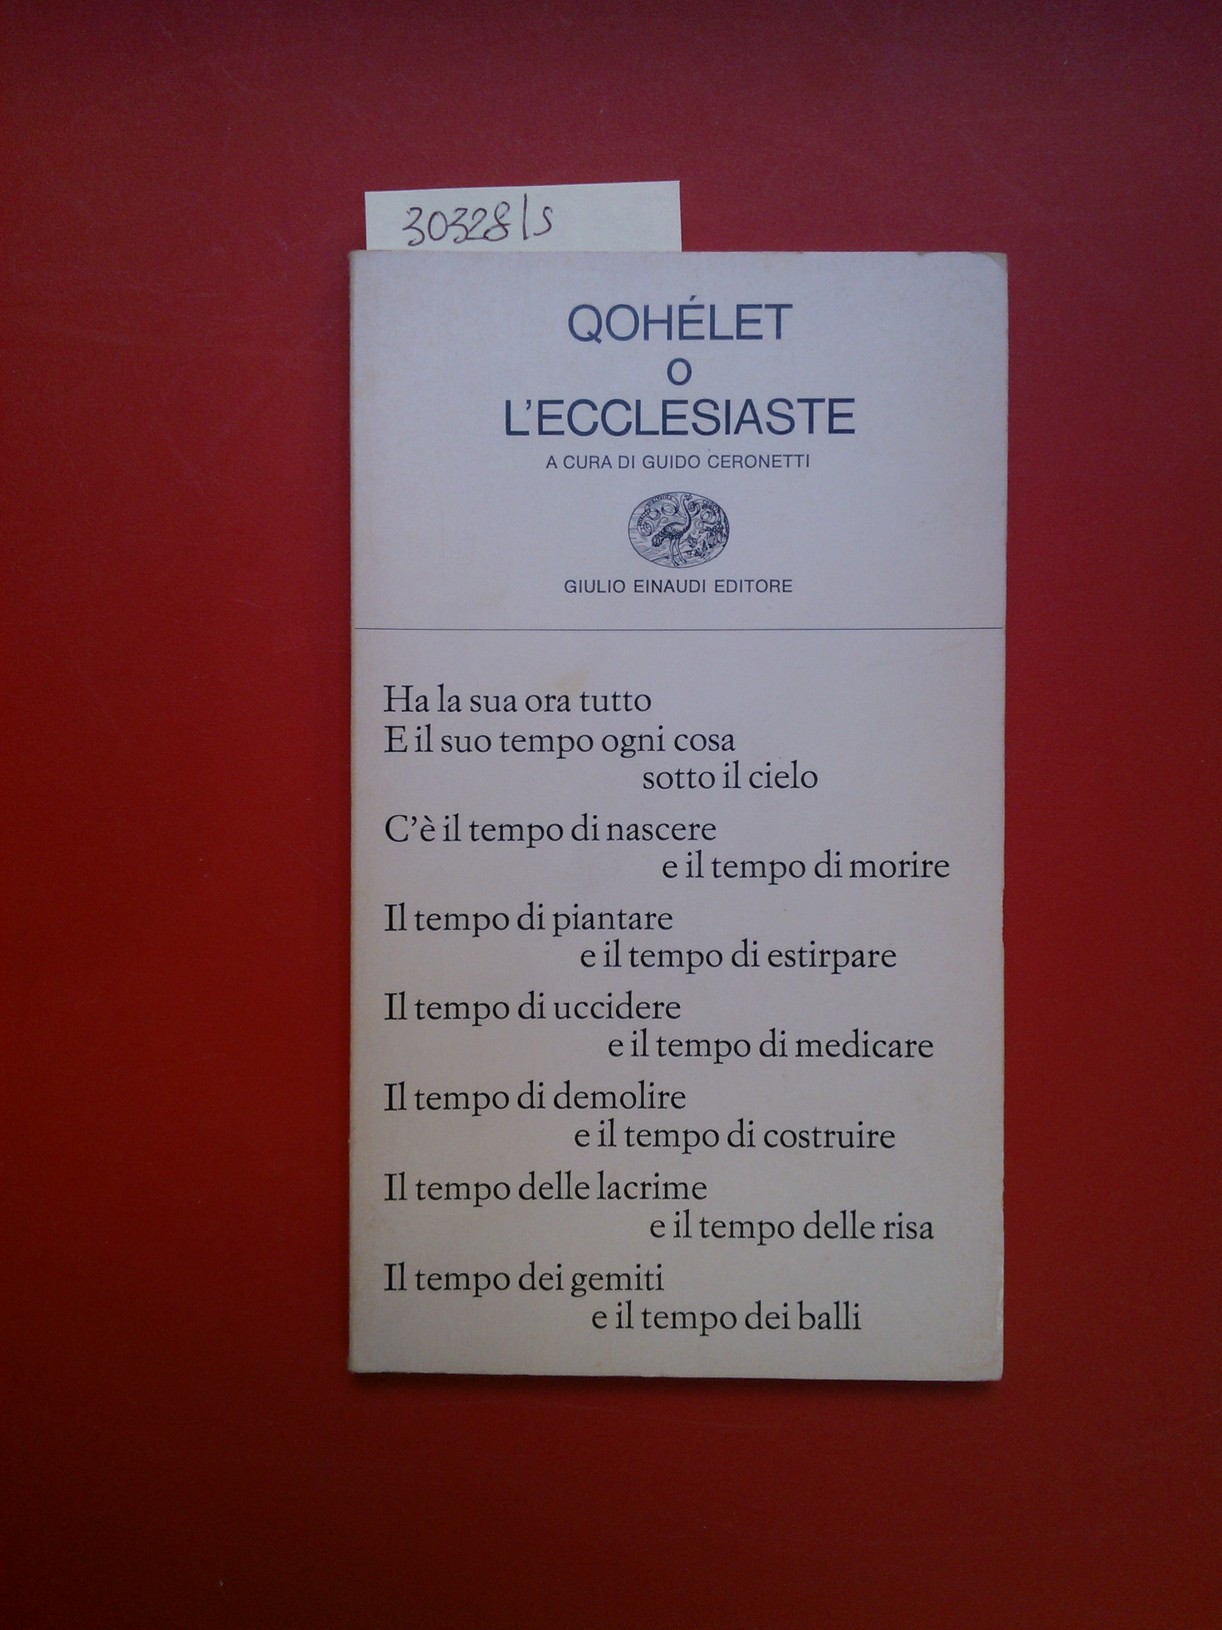 30328/s
QOHÉLET
O
L'ECCLESIASTE
A CURA DI GUIDO CERONETTI
GIULIO EINAUDI EDITORE
Ha la sua ora tutto
E il suo tempo ogni cosa
sotto il cielo
C'è il tempo di nascere
e il tempo di morire
Il tempo di piantare
e il tempo di estirpare
Il tempo di uccidere
e il tempo di medicare
Il tempo di demolire
e il tempo di costruire
Il tempo delle lacrime
e il tempo delle risa
Il tempo dei gemiti
e il tempo dei balli